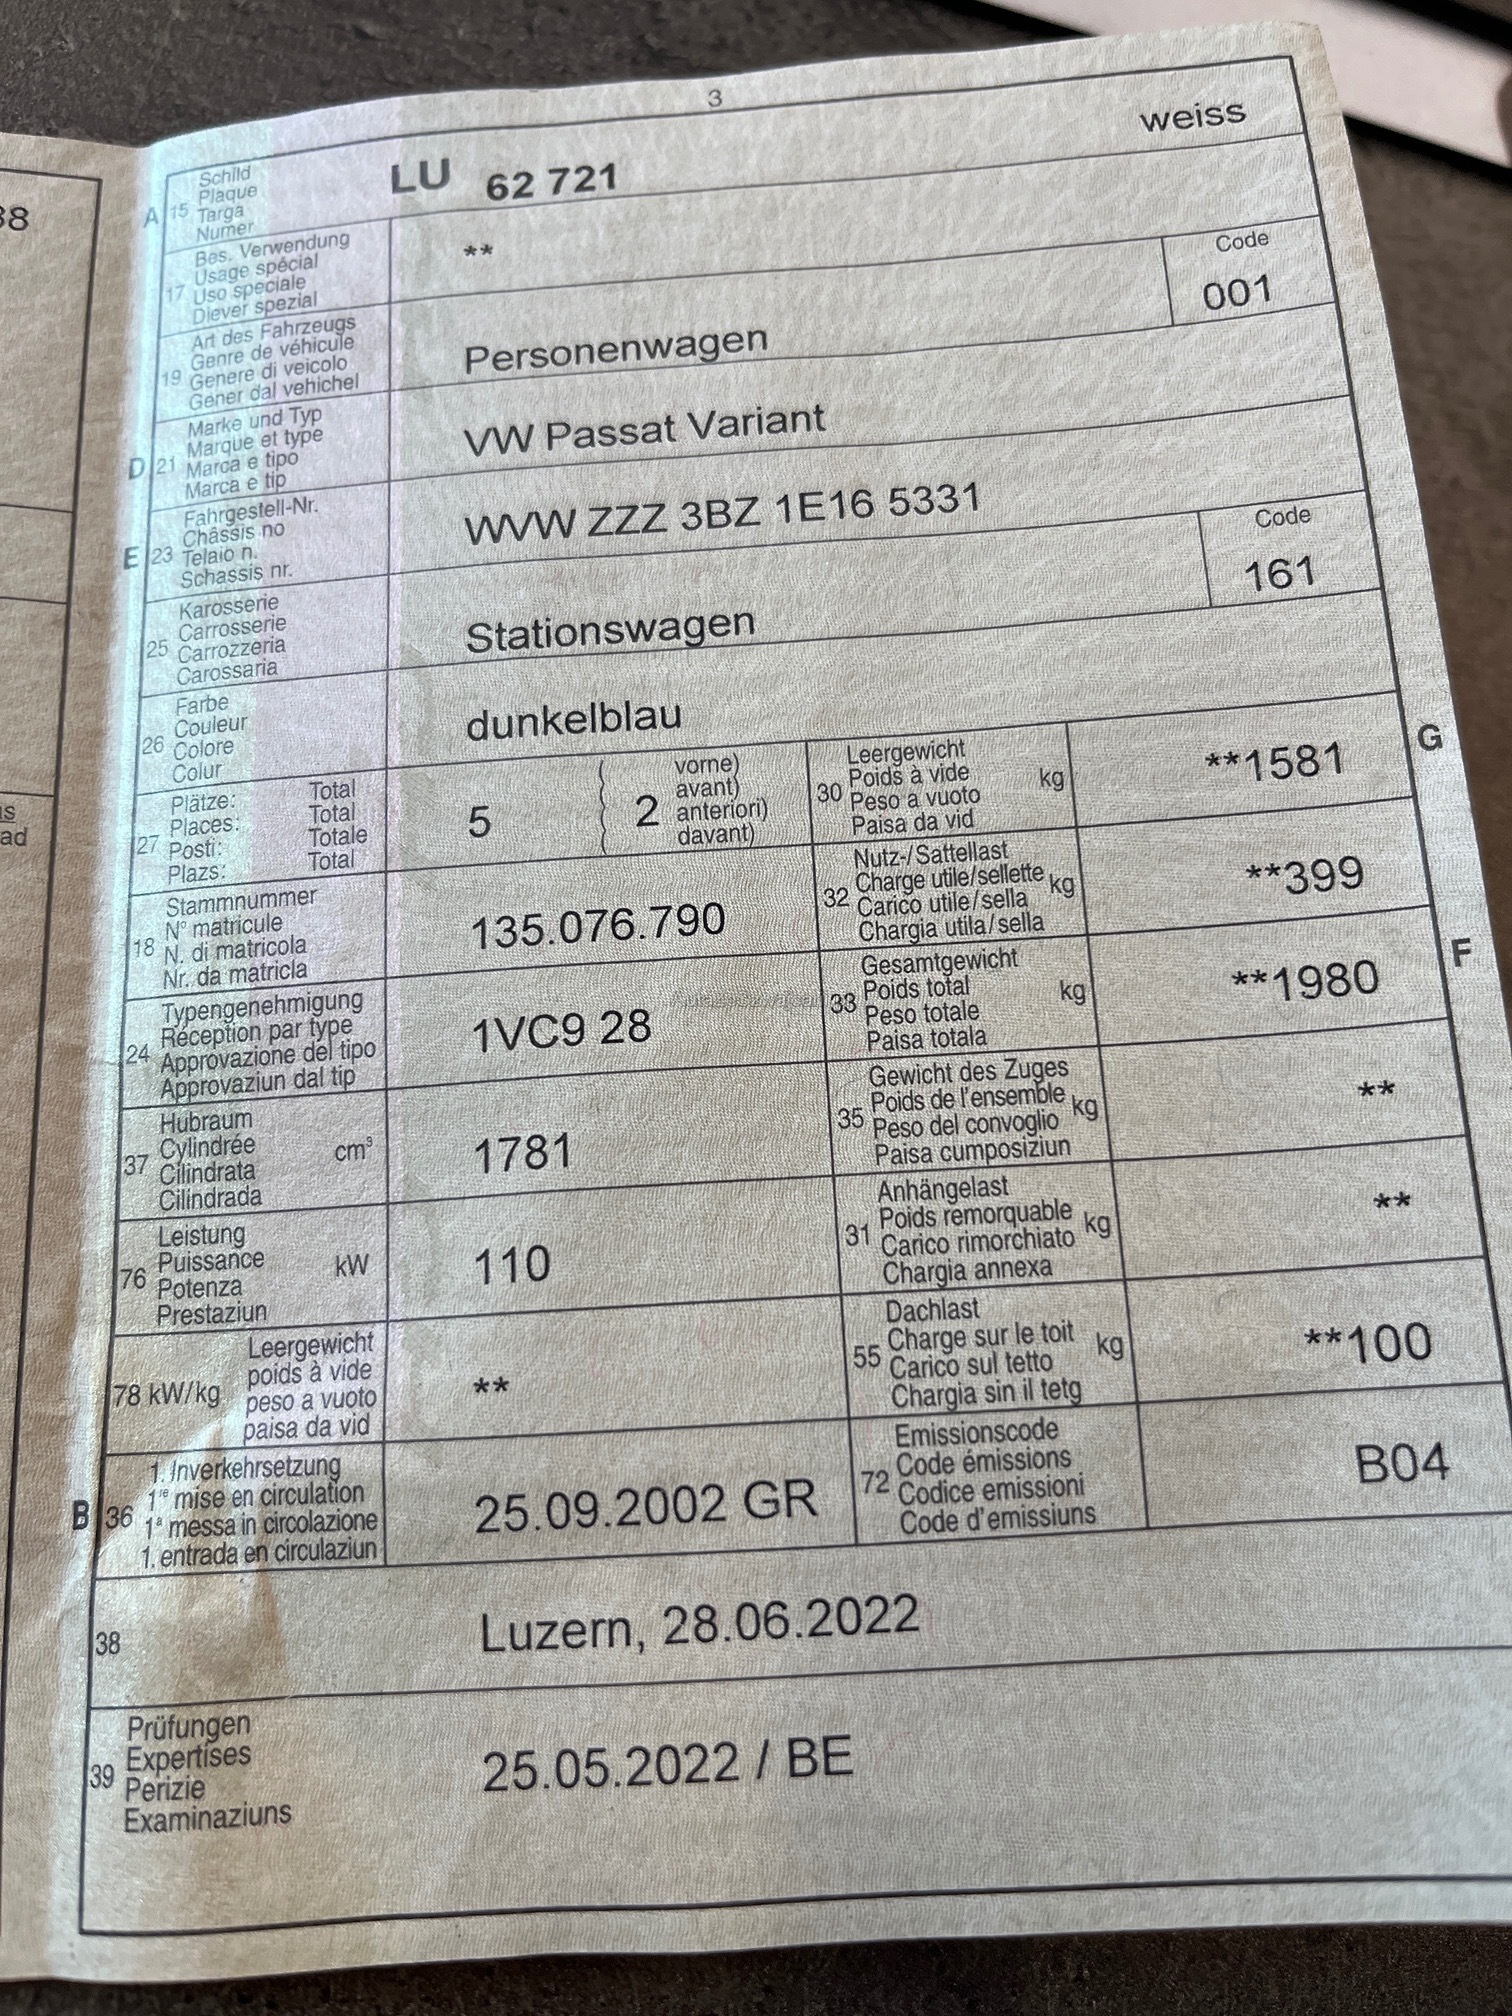 3
A 15 Schild
Plaque
Targa
Numer
LU 62 721 weiss
17 Bes. Verwendung
Usage spécial
Uso speciale
Diever spezial
**
19 Art des Fahrzeugs
Genre de véhicule
Genere di veicolo
Gener dal vehichel
Personenwagen
Code
001
D 21 Marke und Typ
Marque et type
Marca e tipo
Marca e tip
VW Passat Variant
E 23 Fahrgestell-Nr.
Châssis no
Telaio n.
Schassis nr.
WVW ZZZ 3BZ 1E16 5331
25 Karosserie
Carrosserie
Carrozzeria
Carossaria
Stationswagen
Code
161
26 Farbe
Couleur
Colore
Colur
dunkelblau
27 Plätze: Total
Places: Total
Posti: Totale
Plazs: Total
5
2 vorne)
avant)
anteriori)
davant)
30 Leergewicht
Poids à vide kg
Peso a vuoto
Paisa da vid
**1581
G
18 Stammnummer
N° matricule
N. di matricola
Nr. da matricla
135.076.790
32 Nutz-/Sattellast
Charge utile/sellette kg
Carico utile/sella
Chargia utila/sella
**399
24 Typengenehmigung
Réception par type
Approvazione del tipo
Approvaziun dal tip
1VC9 28
33 Gesamtgewicht
Poids total kg
Peso totale
Paisa totala
**1980
F
37 Hubraum
Cylindrée cm³
Cilindrata
Cilindrada
1781
35 Gewicht des Zuges
Poids de l'ensemble kg
Peso del convoglio
Paisa cumposiziun
**
76 Leistung
Puissance kW
Potenza
Prestaziun
110
31 Anhängelast
Poids remorquable kg
Carico rimorchiato
Chargia annexa
**
78 kW/kg Leergewicht
poids à vide
peso a vuoto
paisa da vid
**
55 Dachlast
Charge sur le toit kg
Carico sul tetto
Chargia sin il tetg
**100
B 36 1. Inverkehrsetzung
1re mise en circulation
1a messa in circolazione
1. entrada en circulaziun
25.09.2002 GR
72 Emissionscode
Code émissions
Codice emissioni
Code d'emissiuns
B04
38 Luzern, 28.06.2022
39 Prüfungen
Expertises
Perizie
Examinaziuns
25.05.2022 / BE